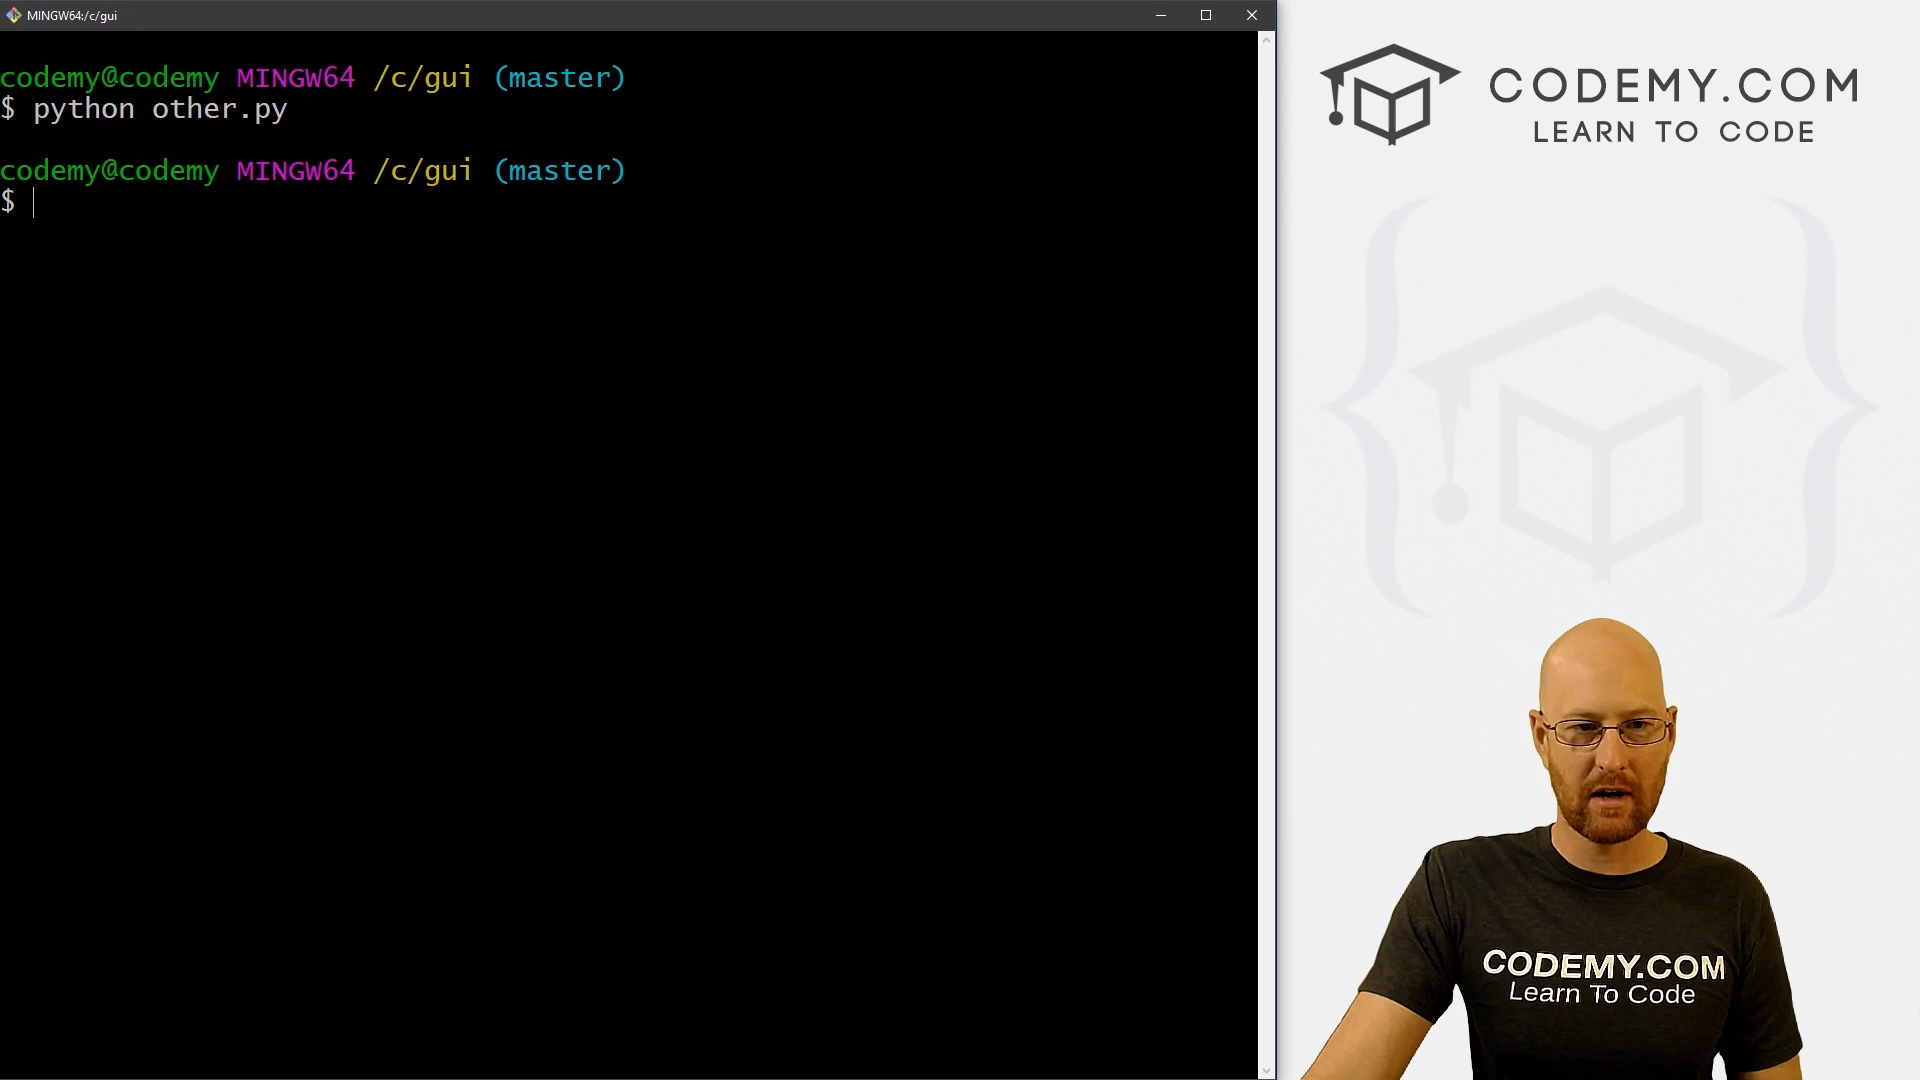 MINGW64:/c/gui
codemy@codemy MINGW64 /c/gui (master)
$ python other.py
codemy@codemy MINGW64 /c/gui (master)
$
CODEMY.COM
LEARN TO CODE
CODEMY.COM
Learn To Code